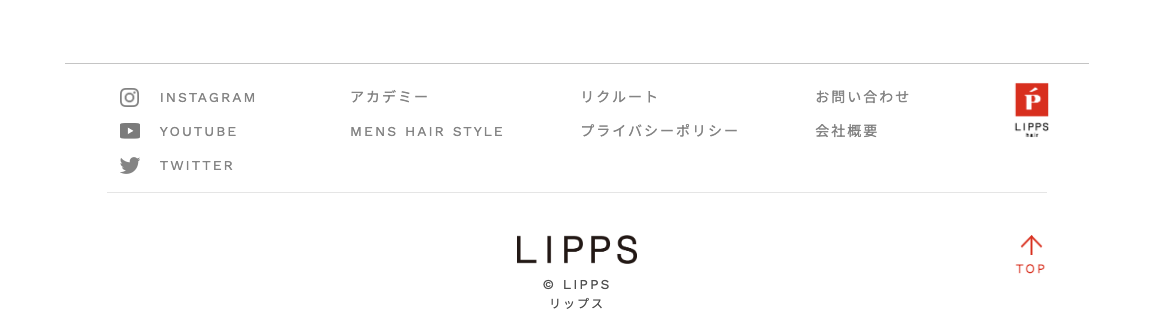 INSTAGRAM
アカデミー
リクルート
お問い合わせ
YOUTUBE
MENS HAIR STYLE
プライバシーポリシー
会社概要
TWITTER
LIPPS
hair
LIPPS
© LIPPS
リップス
TOP